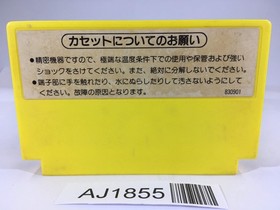 カセットについてのお願い
●精密機器ですので、極端な温度条件下での使用や保管および強い
ショックをさけてください。また、絶対に分解しないでください。
●端子部に手を触れたり、水にぬらしたりして汚さないようにして
ください。故障の原因となります。
830901
AJ1855